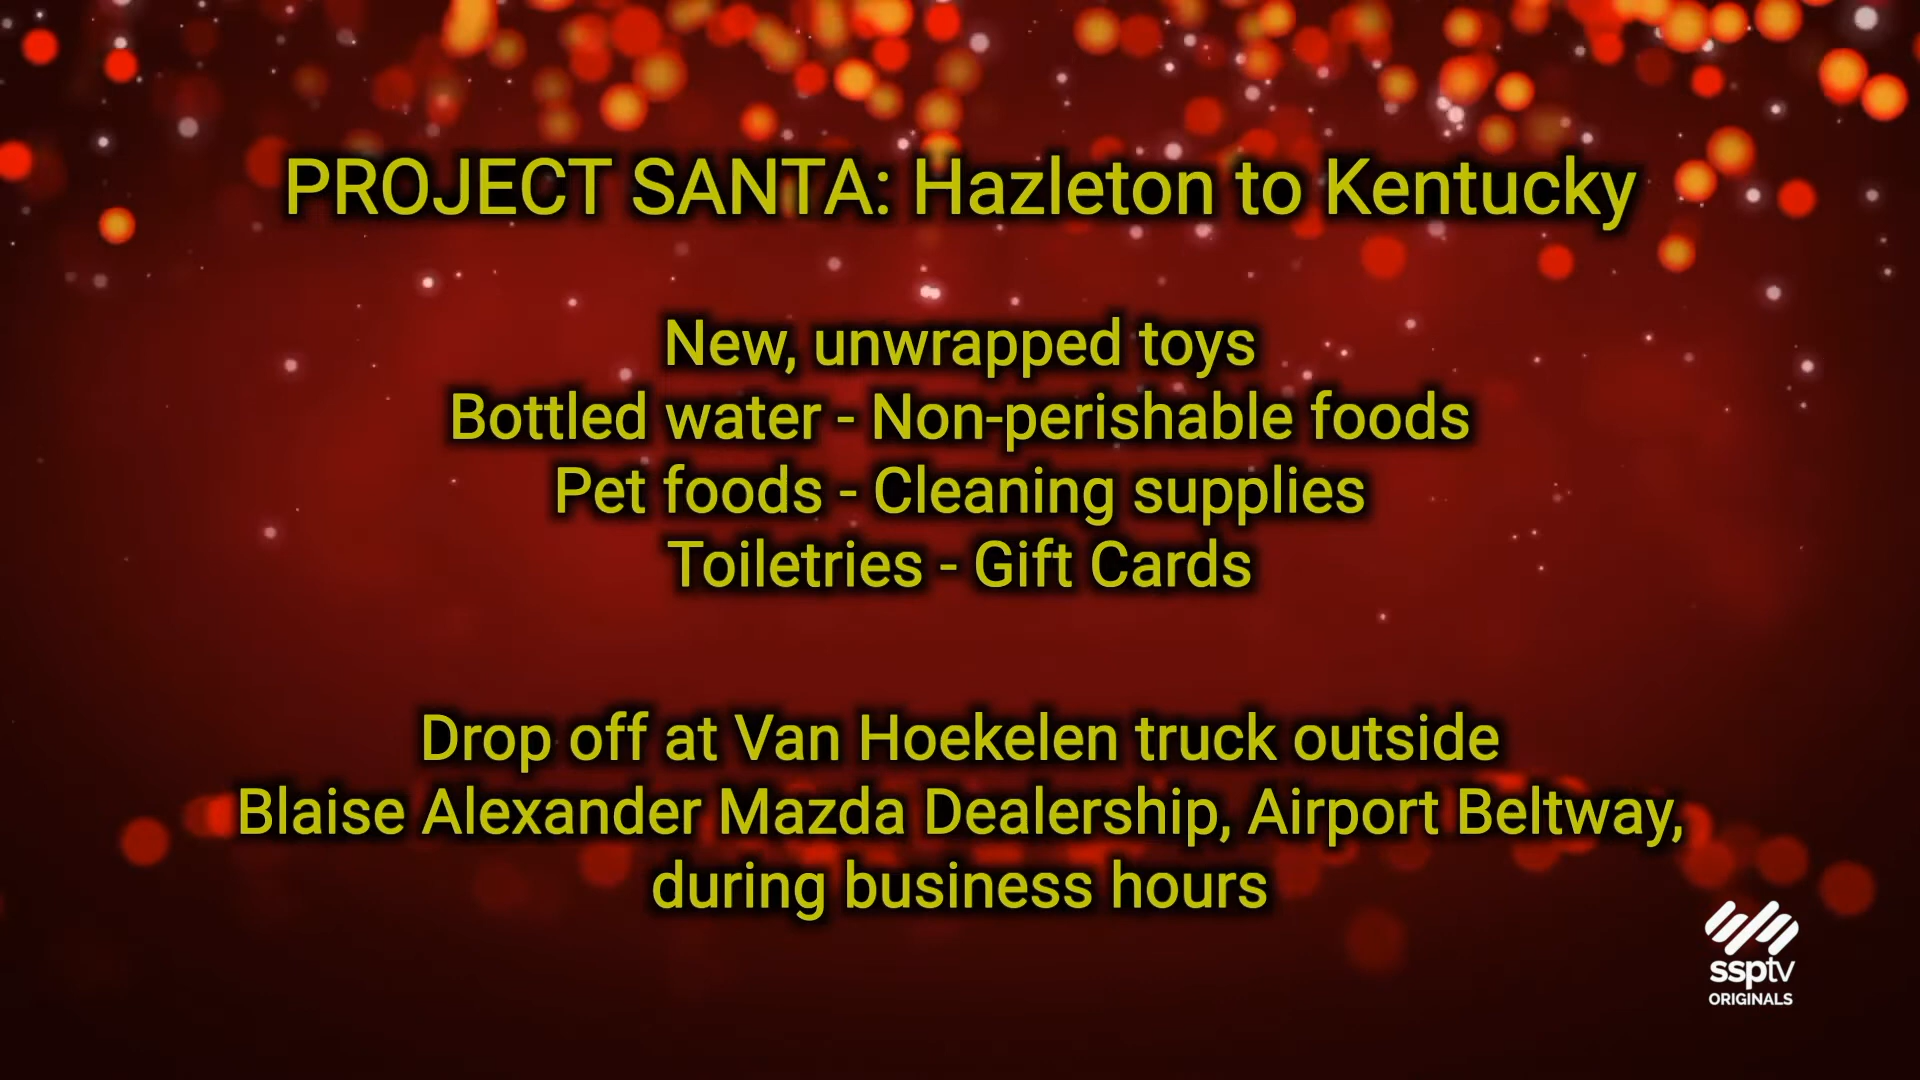 PROJECT SANTA: Hazleton to Kentucky
New, unwrapped toys
Bottled water - Non-perishable foods
Pet foods - Cleaning supplies
Toiletries - Gift Cards
Drop off at Van Hoekelen truck outside
Blaise Alexander Mazda Dealership, Airport Beltway,
during business hours
ssptv
ORIGINALS